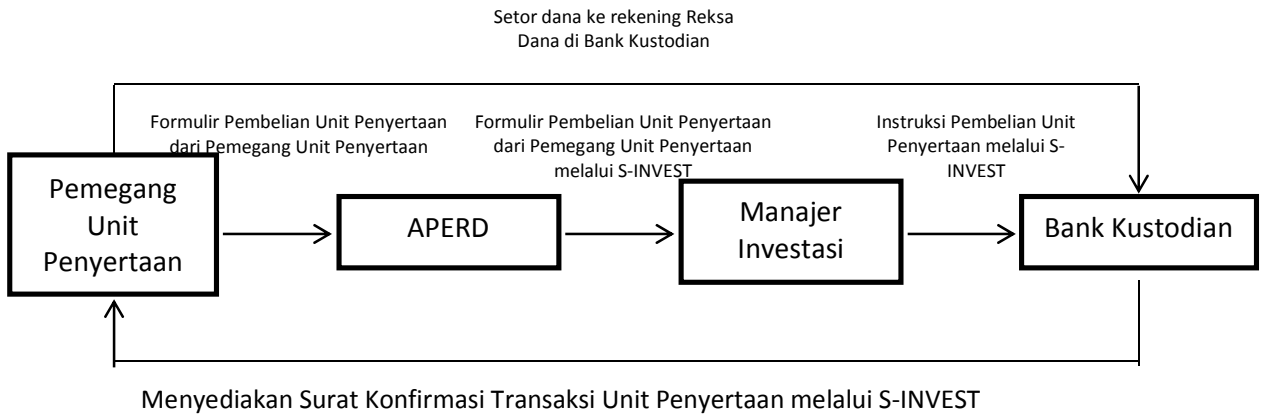 Setor dana ke rekening Reksa
Dana di Bank Kustodian
Formulir Pembelian Unit Penyertaan
dari Pemegang Unit Penyertaan
Formulir Pembelian Unit Penyertaan
dari Pemegang Unit Penyertaan
melalui S-INVEST
Instruksi Pembelian Unit
Penyertaan melalui S-
INVEST
Pemegang
Unit
Penyertaan
APERD
Manajer
Investasi
Bank Kustodian
Menyediakan Surat Konfirmasi Transaksi Unit Penyertaan melalui S-INVEST